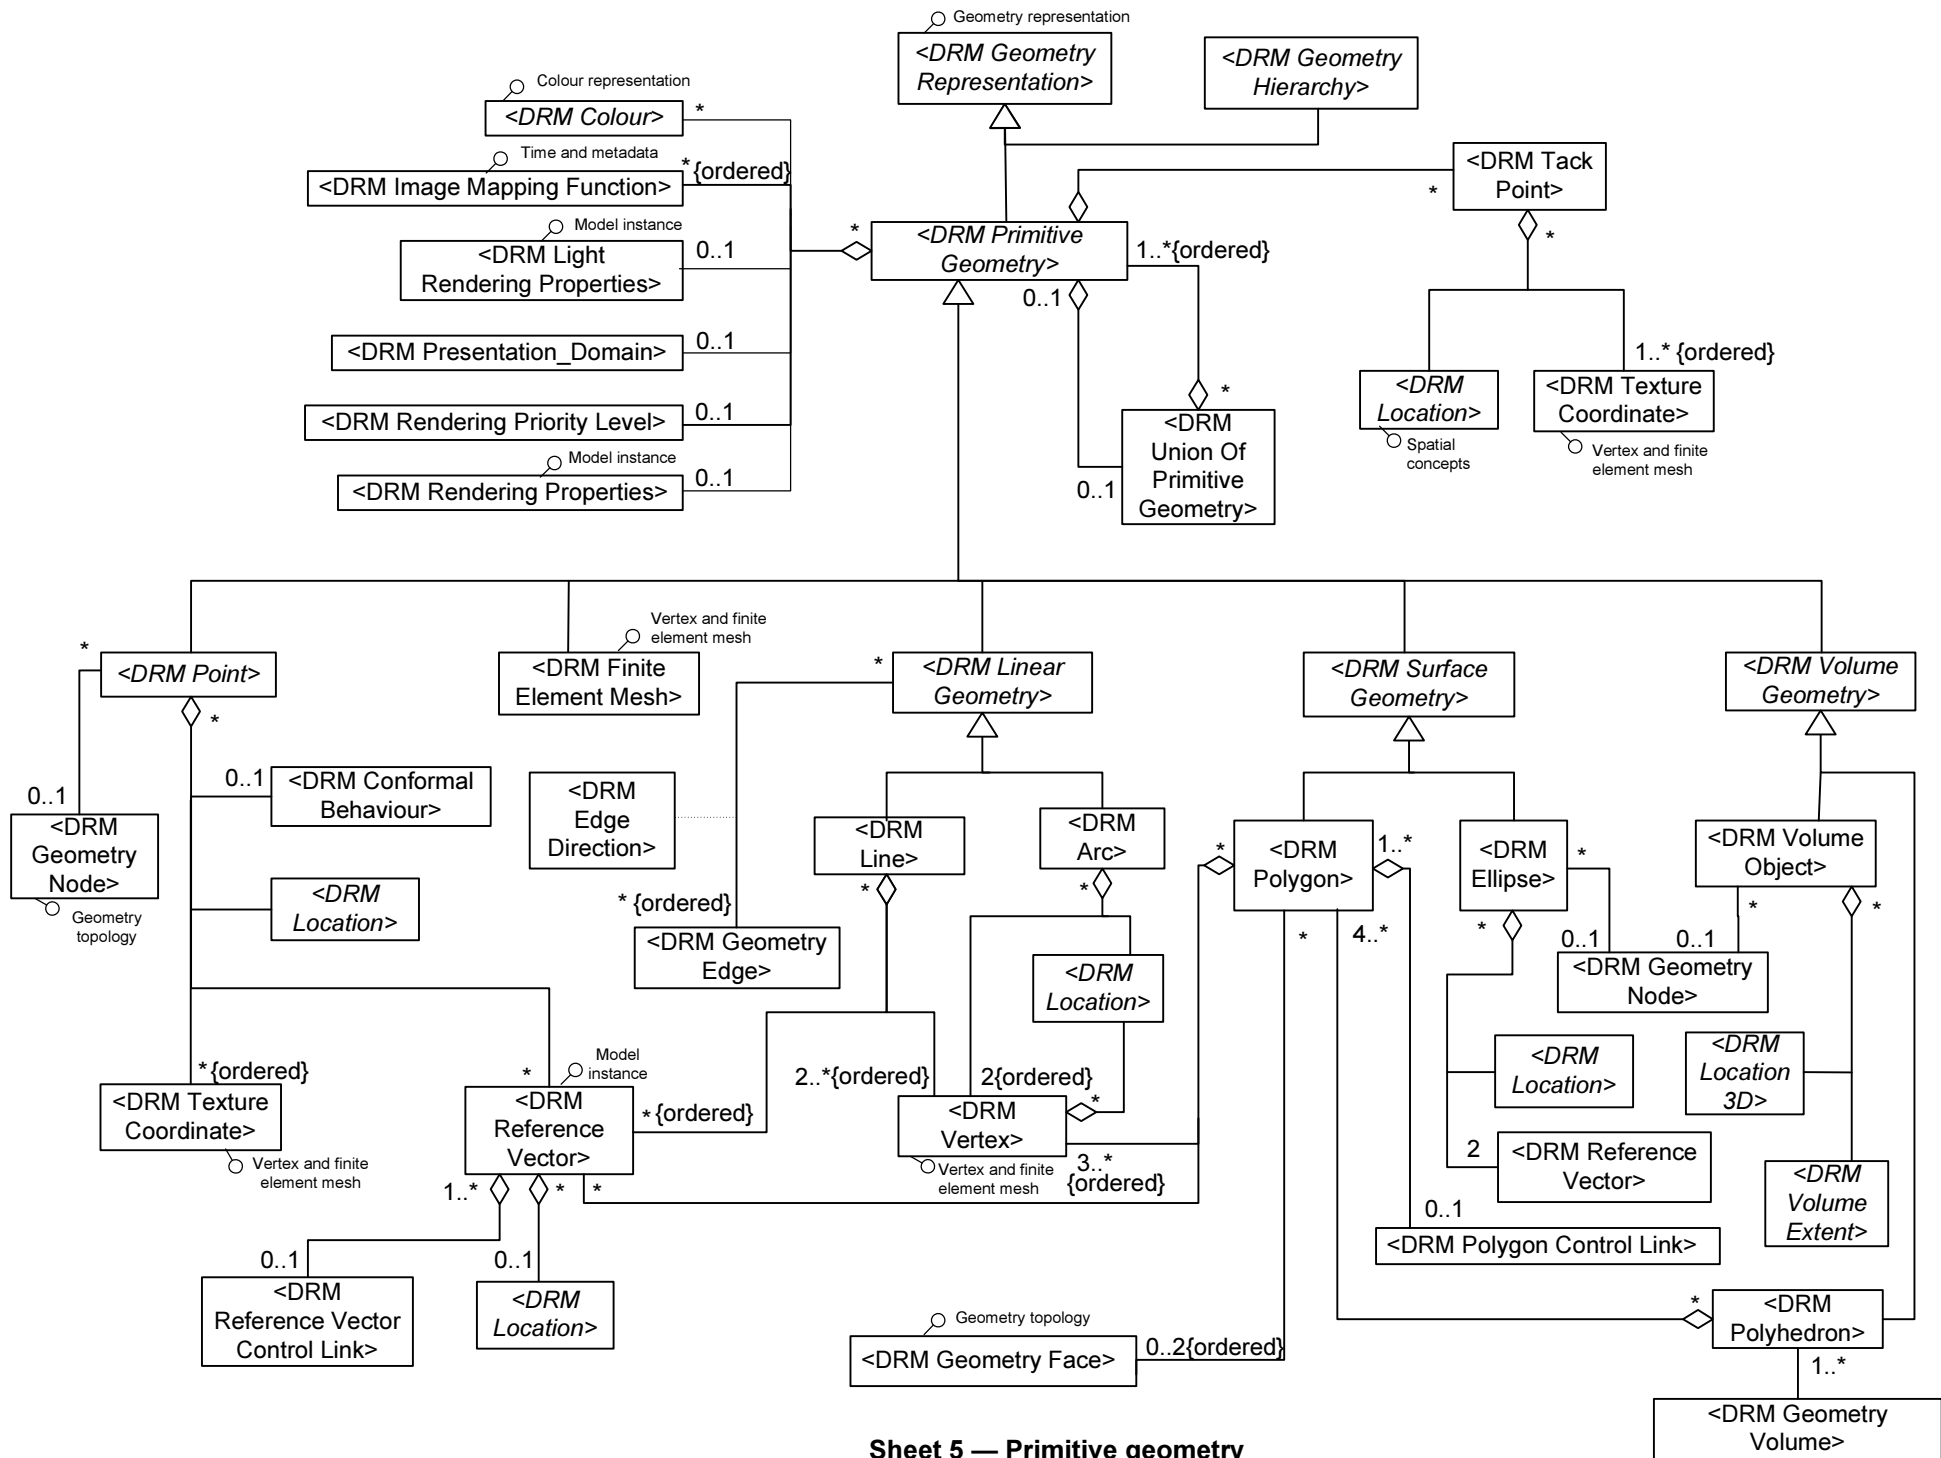 Geometry representation
<DRM Geometry
Representation>
<DRM Geometry
Hierarchy>
Colour representation
<DRM Colour>
*
Time and metadata
<DRM Image Mapping Function>
*{ordered}
Model instance
<DRM Light
Rendering Properties>
0..1
<DRM Presentation_Domain>
0..1
<DRM Rendering Priority Level>
0..1
Model instance
<DRM Rendering Properties>
0..1
*
<DRM Primitive
Geometry>
1..*{ordered}
0..1
*
0..1
<DRM
Union Of
Primitive
Geometry>
<DRM Tack
Point>
*
*
1..* {ordered}
<DRM
Location>
Spatial
concepts
<DRM Texture
Coordinate>
Vertex and finite
element mesh
*
<DRM Point>
*
0..1
<DRM
Geometry
Node>
Geometry
topology
0..1
<DRM Conformal
Behaviour>
<DRM
Location>
*{ordered}
<DRM Texture
Coordinate>
Vertex and finite
element mesh
Vertex and finite
element mesh
<DRM Finite
Element Mesh>
*
<DRM Linear
Geometry>
<DRM
Edge
Direction>
* {ordered}
<DRM Geometry
Edge>
<DRM
Line>
*
<DRM
Arc>
*
<DRM
Location>
Model
instance
*
<DRM
Reference
Vector>
*{ordered}
2..*{ordered}
2{ordered}
<DRM
Vertex>
*
Vertex and finite
element mesh
3..*
{ordered}
1..*
*
*
0..1
<DRM
Reference Vector
Control Link>
0..1
<DRM
Location>
<DRM Surface
Geometry>
*
<DRM
Polygon>
1..*
*
4..*
<DRM
Ellipse>
*
*
0..1
0..1
<DRM Geometry
Node>
<DRM
Location>
2
<DRM Reference
Vector>
0..1
<DRM Polygon Control Link>
<DRM Volume
Geometry>
<DRM Volume
Object>
*
*
<DRM
Location
3D>
<DRM
Volume
Extent>
*
<DRM
Polyhedron>
1..*
<DRM Geometry
Volume>
Geometry topology
<DRM Geometry Face>
0..2{ordered}
Sheet 5 — Primitive geometry